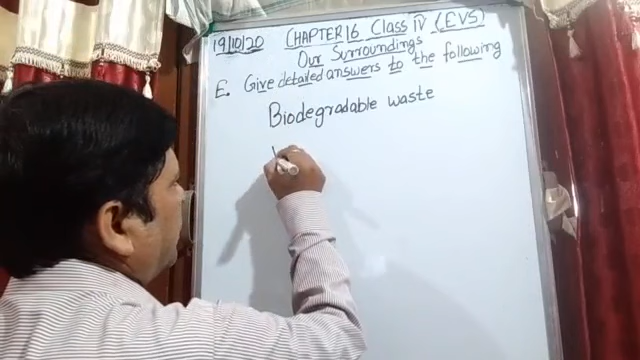 19/10/20 CHAPTER 16 Class IV (EVS)
Our Surroundings
E. Give detailed answers to the following
Biodegradable waste